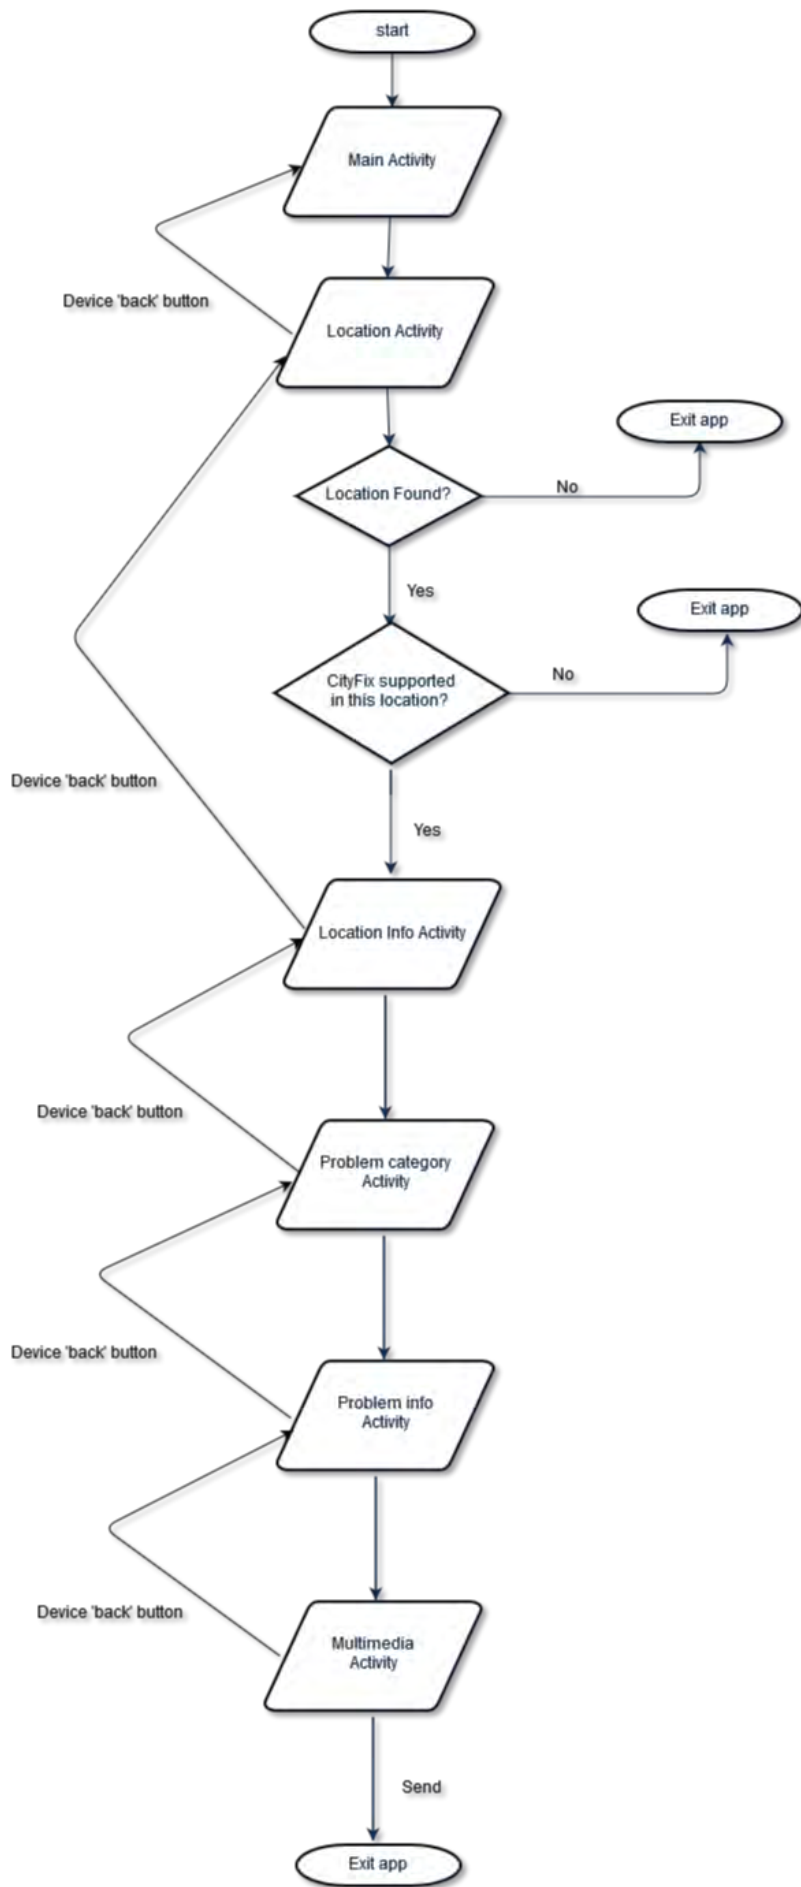 start
Main Activity
Device 'back' button
Location Activity
Exit app
Location Found?
No
Yes
Exit app
CityFix supported
in this location?
No
Device 'back' button
Yes
Location Info Activity
Device 'back' button
Problem category
Activity
Device 'back' button
Problem info
Activity
Device 'back' button
Multimedia
Activity
Send
Exit app